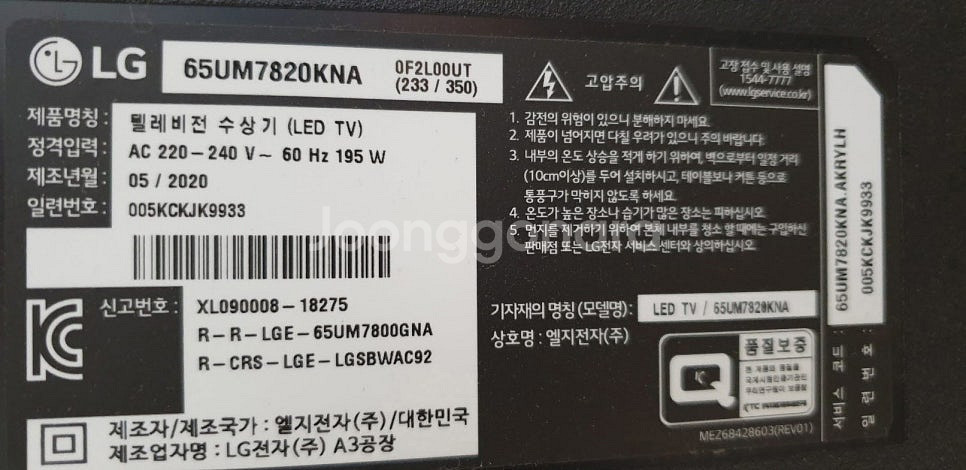 LG 65UM7820KNA 0F2L00UT
(233 / 350)
제품명칭 : 텔레비전 수상기 (LED TV)
정격입력 : AC 220-240 V~ 60 Hz 195 W
제조년월 : 05 / 2020
일련번호 : 005KCKJK9933
신고번호 : XL090008-18275
R-R-LGE-65UM7800GNA
R-CRS-LGE-LGSBWAC92
제조자/제조국가 : 엘지전자(주)/대한민국
제조업자명 : LG전자(주) A3공장
고압주의
고장 접수 및 사용 설명
1544-7777
(www.lgservice.co.kr)
1. 감전의 위험이 있으니 분해하지 마세요.
2. 제품이 넘어지면 다칠 우려가 있으니 주의 바랍니다.
3. 내부의 온도 상승을 적게 하기 위하여, 벽으로부터 일정 거리
(10cm이상)를 두어 설치하시고, 테이블보나 커튼 등으로
통풍구가 막히지 않도록 하세요.
4. 온도가 높은 장소나 습기가 많은 장소는 피하십시오.
5. 먼지를 제거하기 위하여 본체 내부를 청소 할 때에는 구입하신
판매점 또는 LG전자 서비스 센터와 상의하십시오.
기자재의 명칭(모델명) : LED TV / 65UM7820KNA
상호명 : 엘지전자(주)
품질보증
본 제품의 품질을
Q
KTC
MEZ68428603(REV01)
서비스 코드 : 65UM7820KNA.AKRYLH
일련번호 : 005KCKJK9933